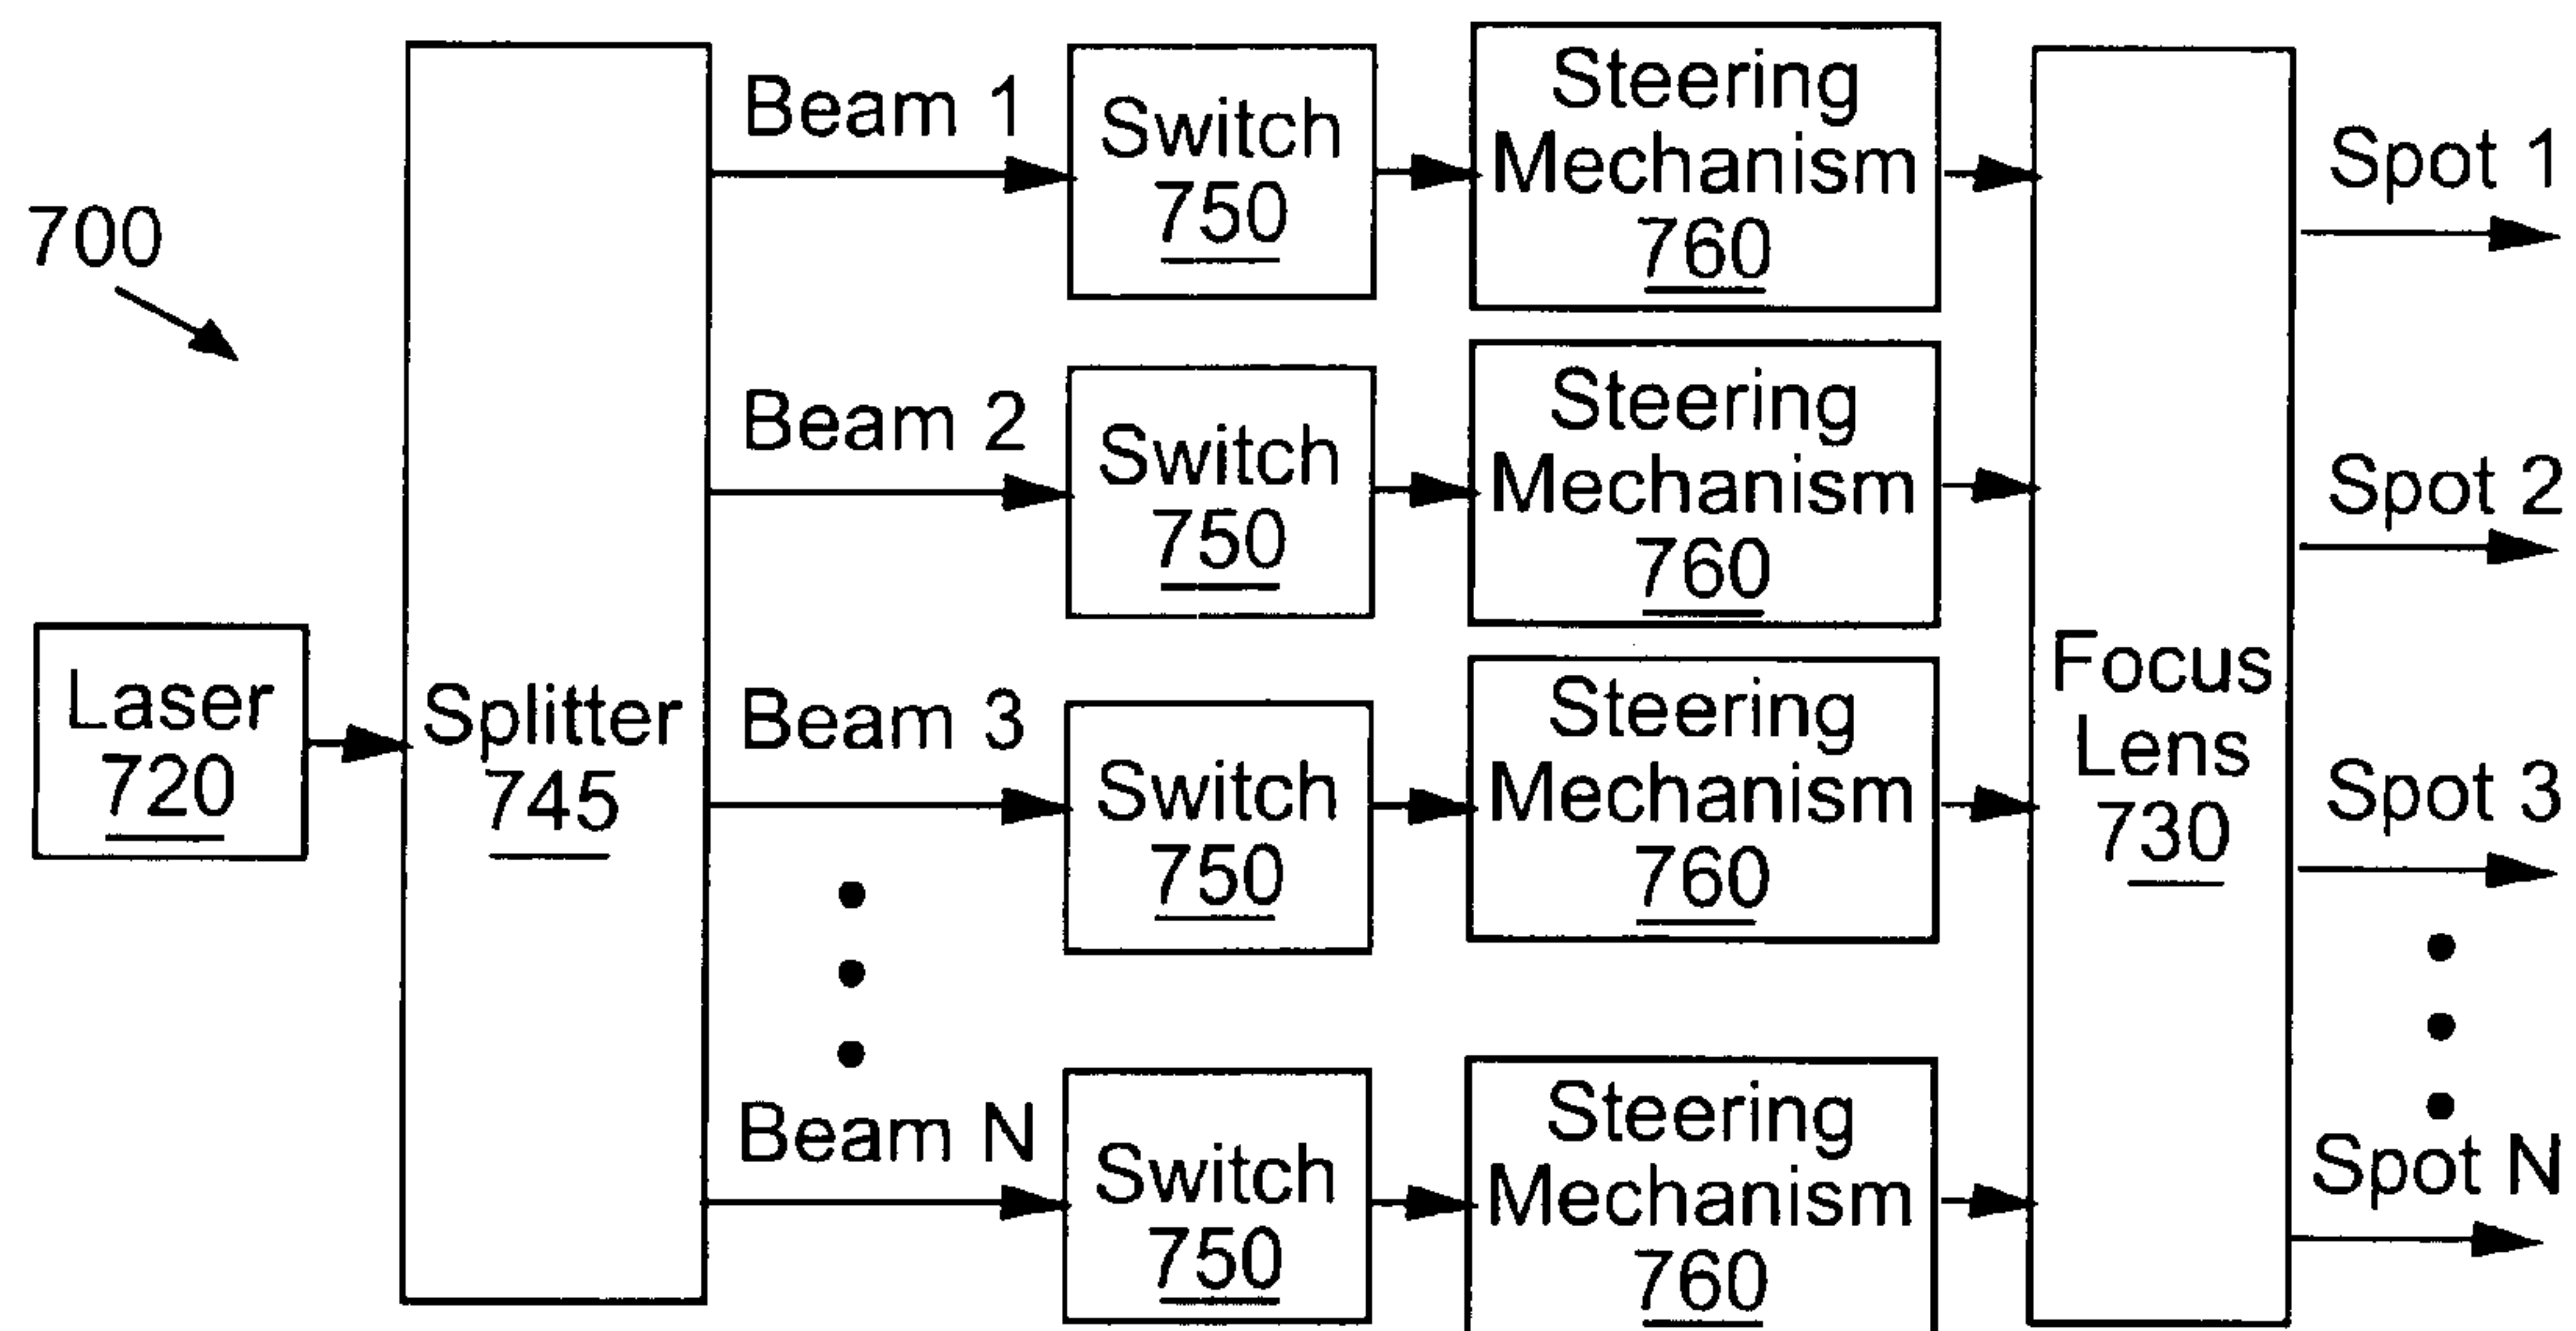 700
Laser
720
Splitter
745
Beam 1
Switch
750
Steering
Mechanism
760
Beam 2
Switch
750
Steering
Mechanism
760
Beam 3
Switch
750
Steering
Mechanism
760
Beam N
Switch
750
Steering
Mechanism
760
Focus
Lens
730
Spot 1
Spot 2
Spot 3
Spot N